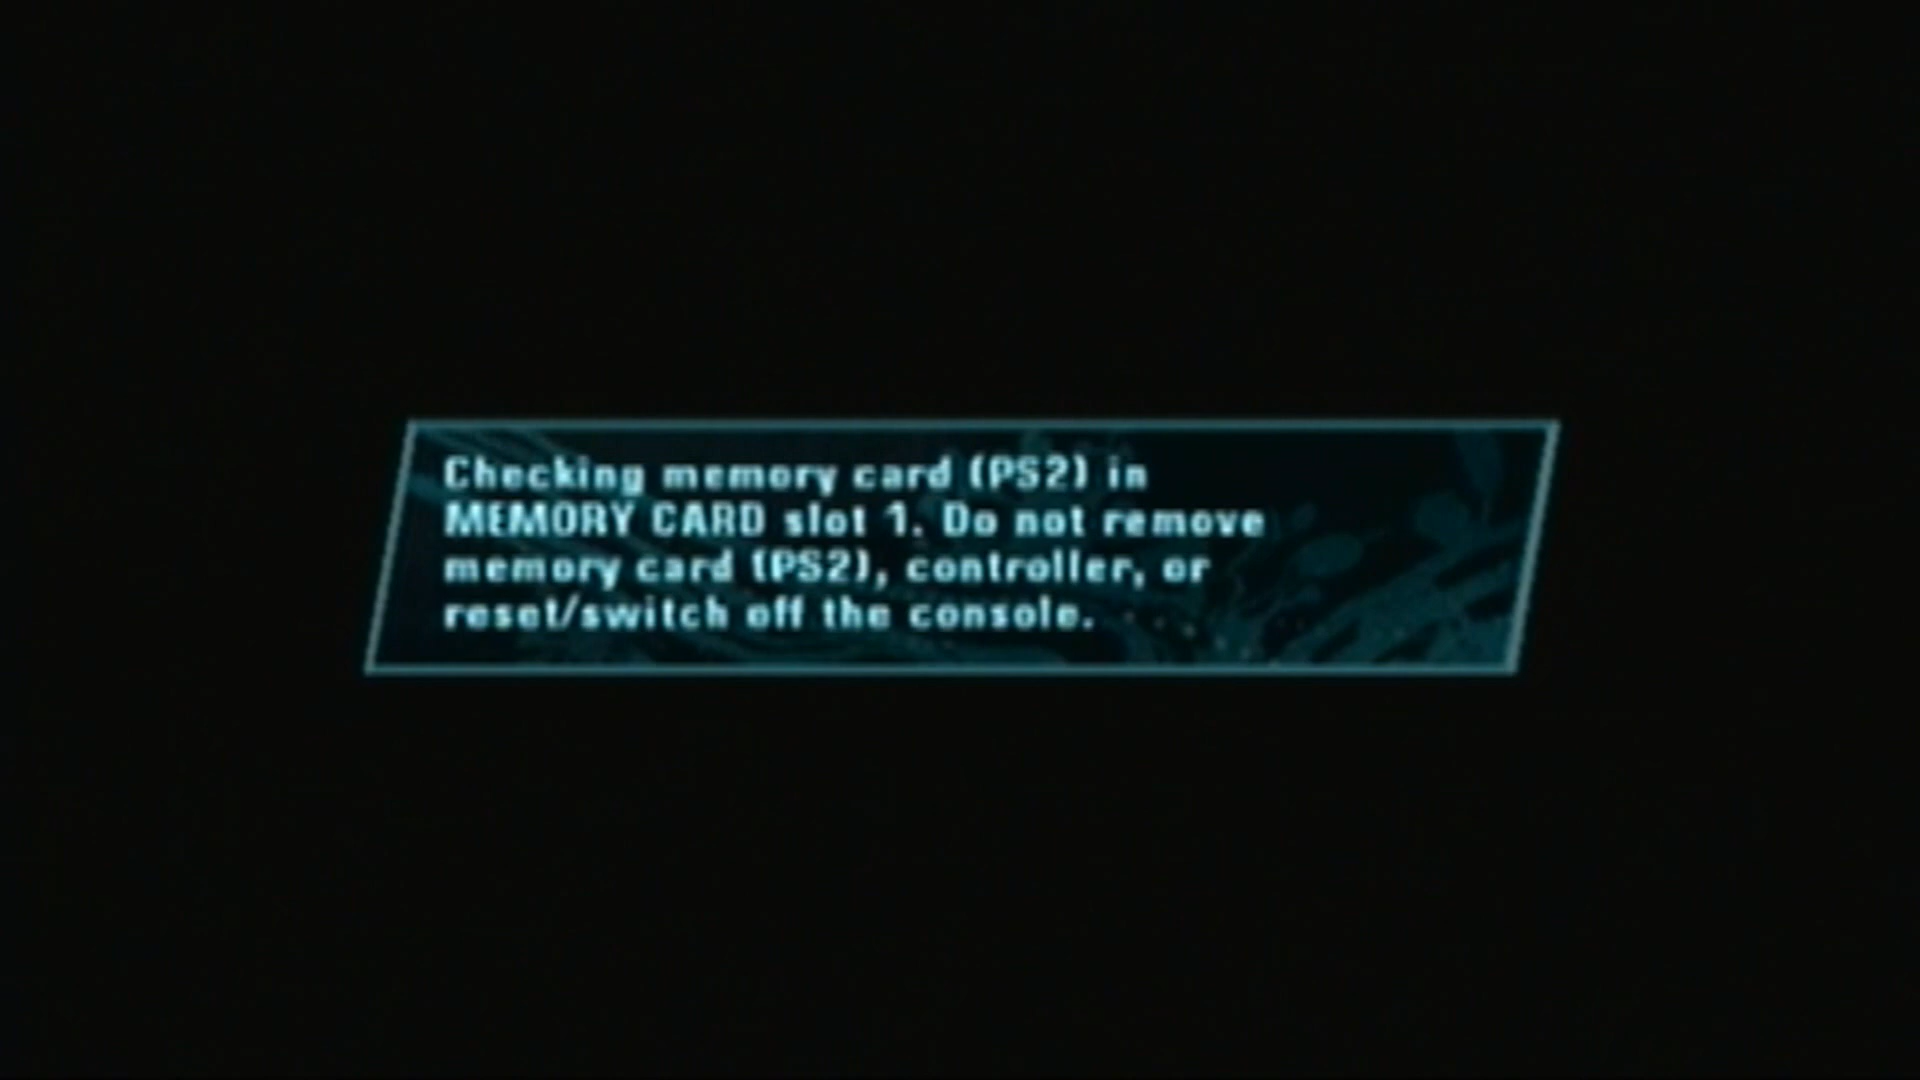 Checking memory card (PS2) in
MEMORY CARD slot 1. Do not remove
memory card (PS2), controller, or
reset/switch off the console.